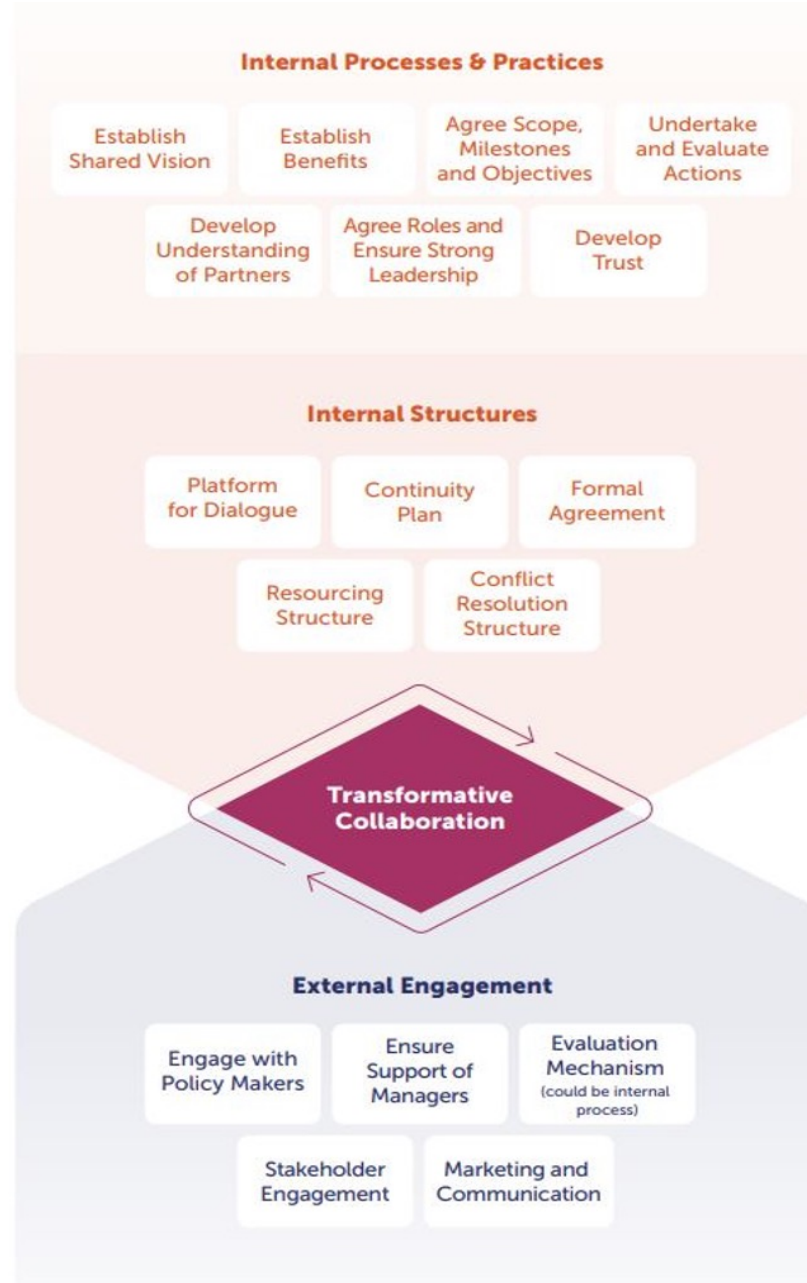 Internal Processes & Practices
Establish
Shared Vision
Establish
Benefits
Agree Scope,
Milestones
and Objectives
Undertake
and Evaluate
Actions
Develop
Understanding
of Partners
Agree Roles and
Ensure Strong
Leadership
Develop
Trust
Internal Structures
Platform
for Dialogue
Continuity
Plan
Formal
Agreement
Resourcing
Structure
Conflict
Resolution
Structure
Transformative
Collaboration
External Engagement
Engage with
Policy Makers
Ensure
Support of
Managers
Evaluation
Mechanism
(could be internal
process)
Stakeholder
Engagement
Marketing and
Communication